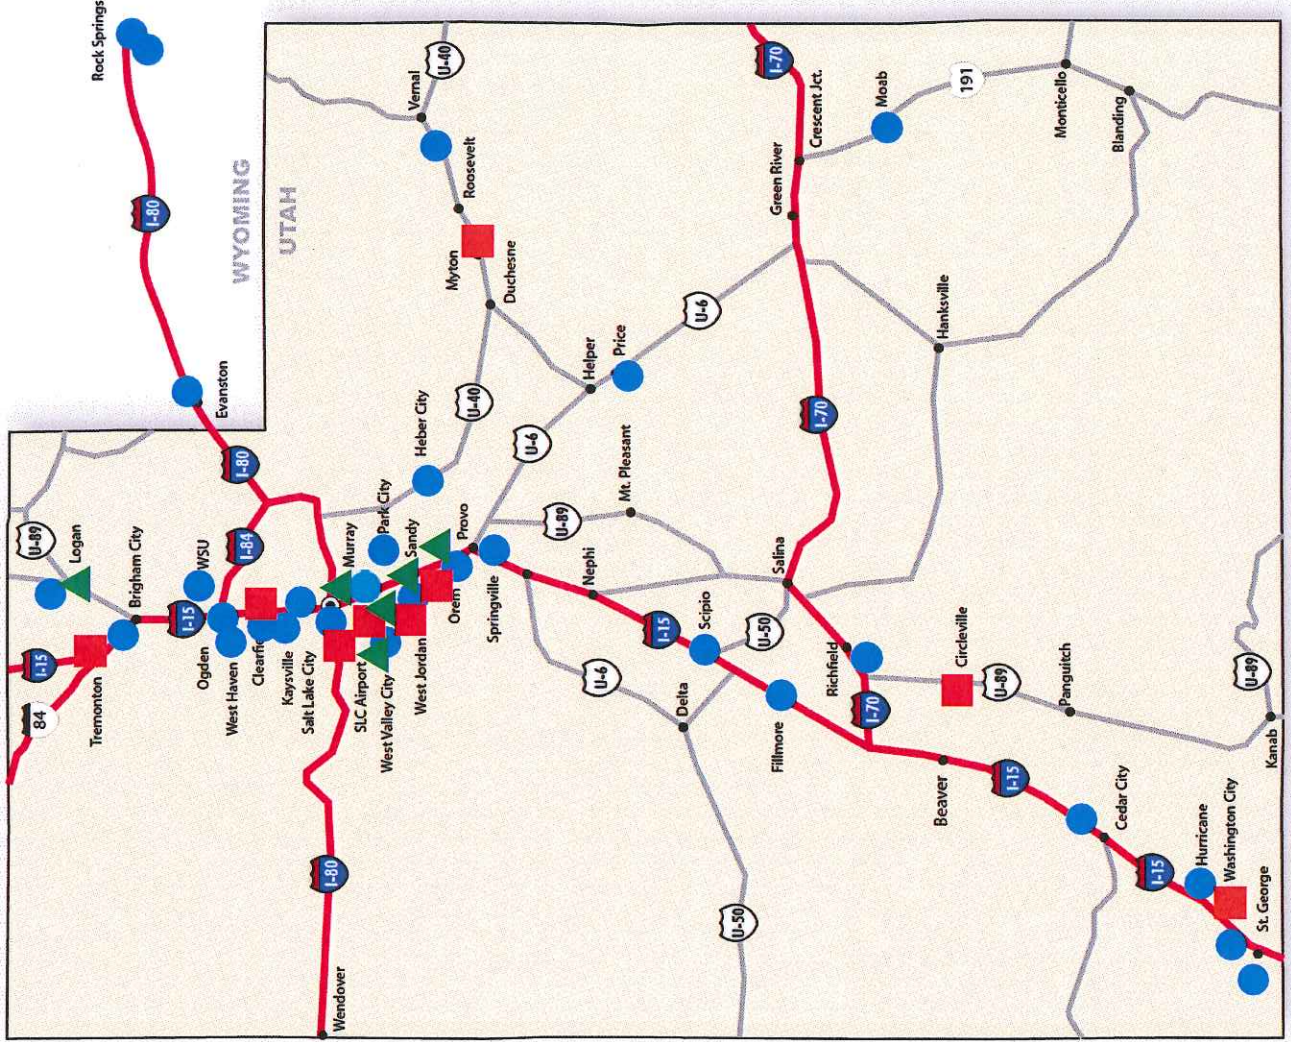 Rock Springs
I-80
WYOMING
UTAH
Evanston
I-80
I-84
U-89
Logan
Brigham City
WSU
I-15
I-15
84
Tremonton
Ogden
West Haven
Clearfie
Kaysville
Salt Lake City
SLC Airport
West Valley City
West Jordan
Murray
Park City
Sandy
Orem
Provo
Springville
Heber City
U-40
Vernal
U-40
Roosevelt
Myton
Duchesne
Helper
Price
U-6
U-6
U-89
Mt. Pleasant
Nephi
I-15
Scipio
U-50
U-6
Delta
Fillmore
Salina
Richfield
I-70
I-70
I-70
Green River
Crescent Jct.
Moab
191
Monticello
Blanding
Hanksville
Circleville
U-89
Panguitch
U-89
Kanab
Beaver
I-15
Cedar City
I-15
Hurricane
Washington City
St. George
U-50
I-80
Wendover